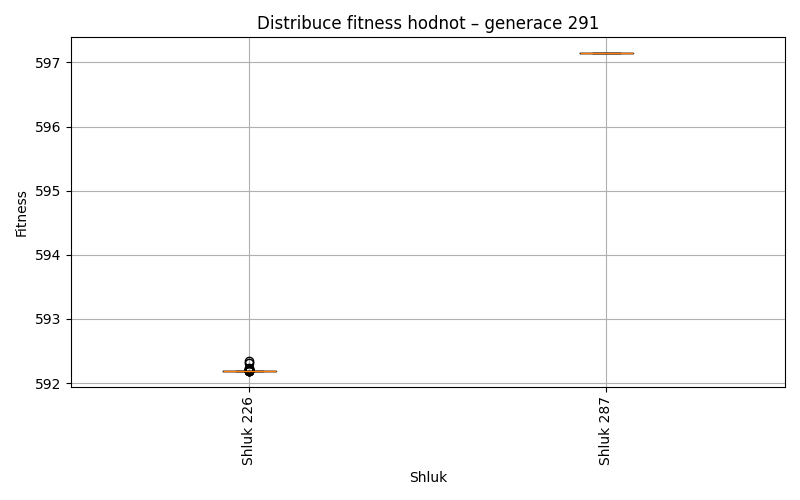 Distribuce fitness hodnot – generace 291
Fitness
597
596
595
594
593
592
Shluk 226
Shluk 287
Shluk